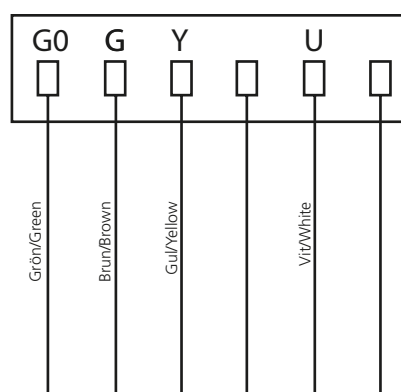 G0 G Y U
Grön/Green
Brun/Brown
Gul/Yellow
Vit/White